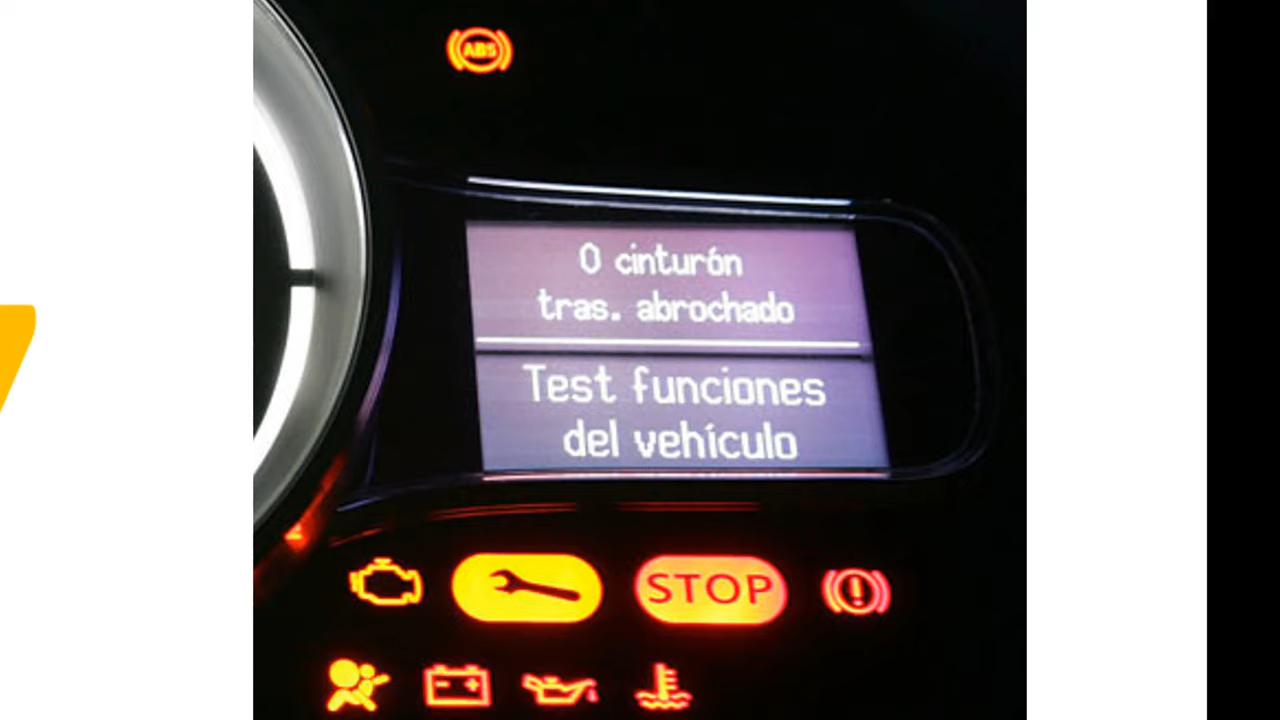 ABS
0 cinturón
tras. abrochado
Test funciones
del vehículo
STOP